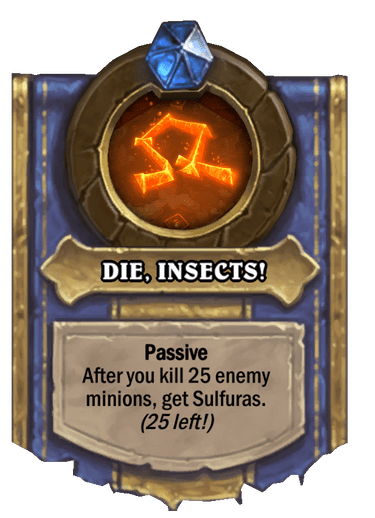 DIE, INSECTS!
Passive
After you kill 25 enemy
minions, get Sulfuras.
(25 left!)